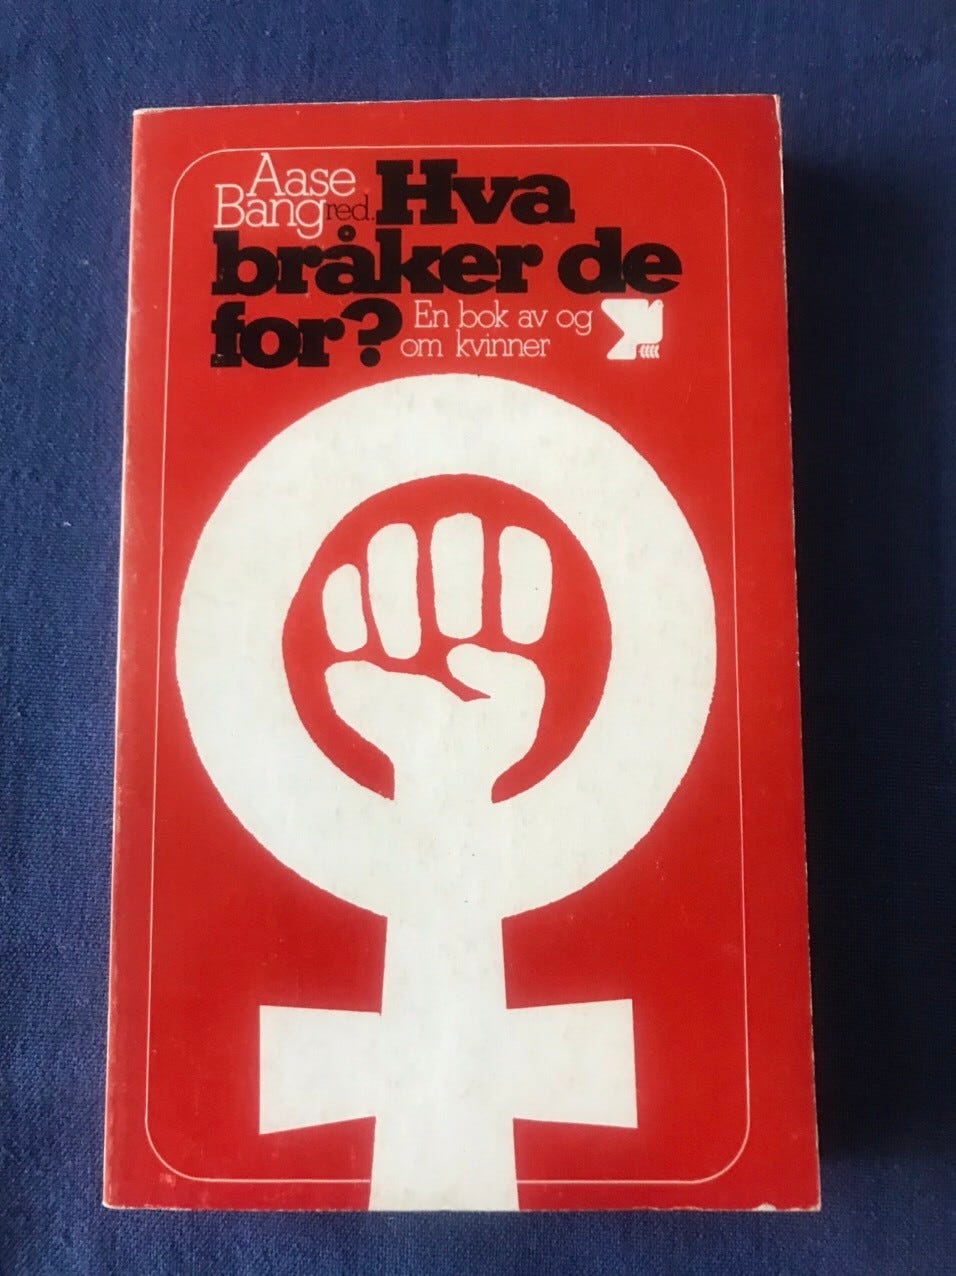 Aase
Bang red. Hva
bråker de
for? En bok av og
om kvinner